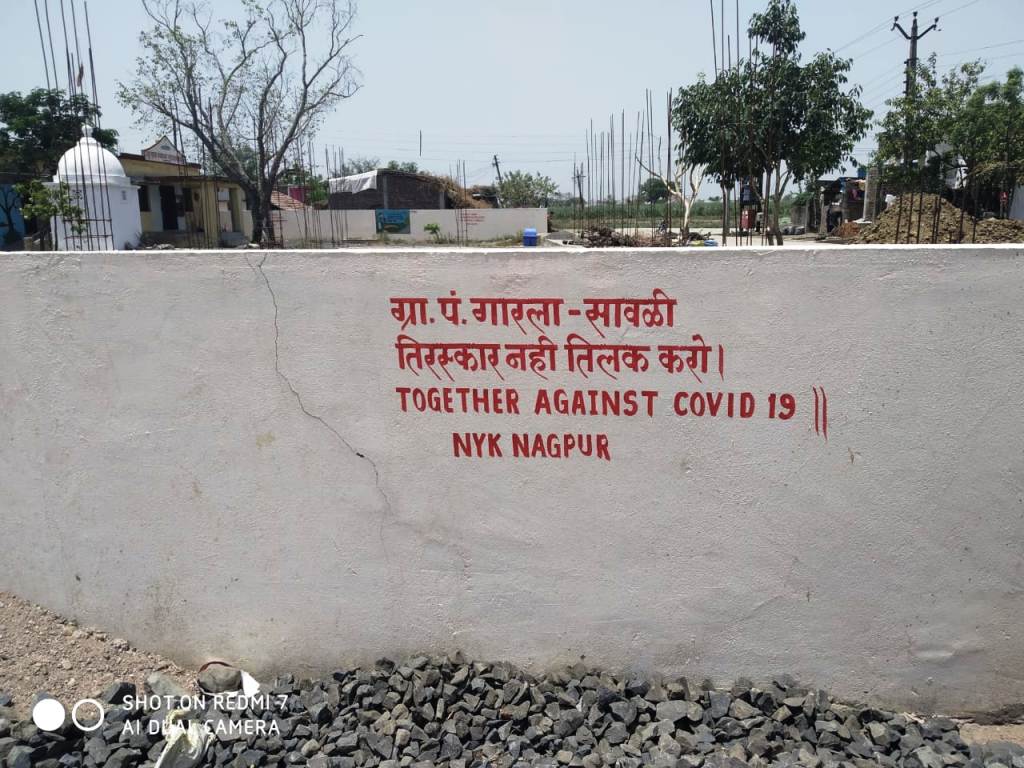 ग्रा. पं. गारला - सावळी
तिरस्कार नही तिलक करो।
TOGETHER AGAINST COVID 19 ||
NYK NAGPUR
SHOT ON REDMI 7
AI DUAL CAMERA